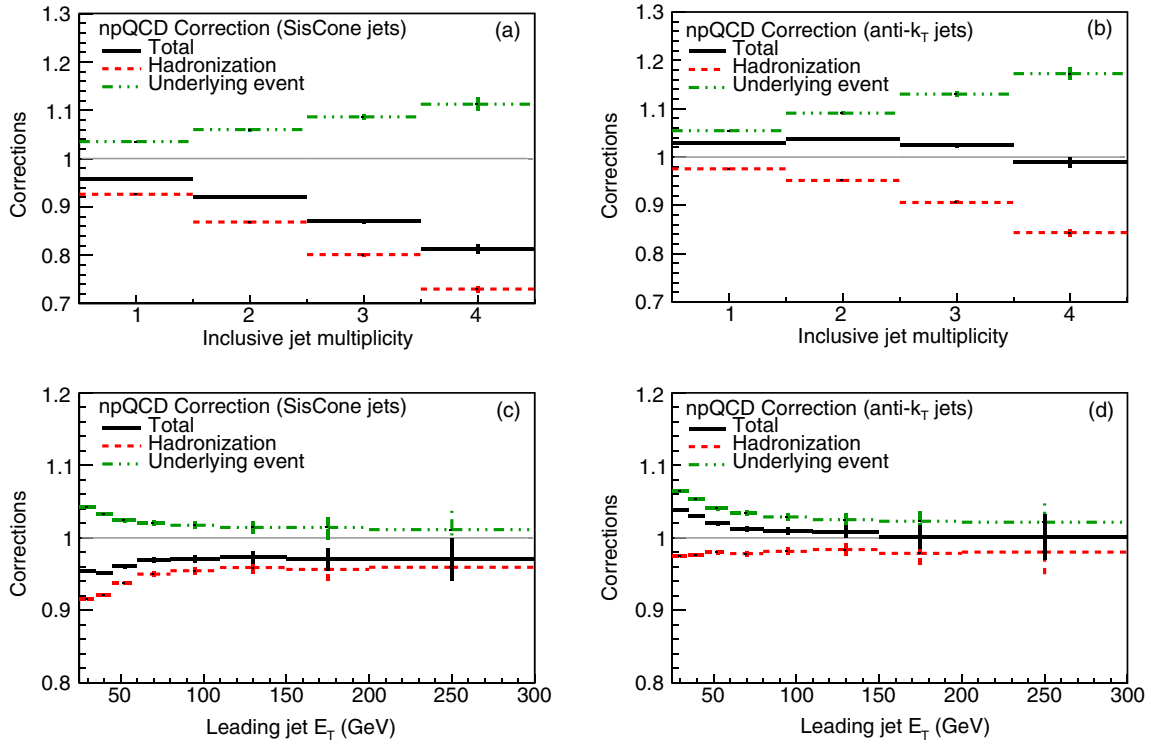 npQCD Correction (SisCone jets)
(a)
Total
Hadronization
Underlying event
Corrections
1.3
1.2
1.1
1
0.9
0.8
0.7
1 2 3 4
Inclusive jet multiplicity
npQCD Correction (anti-kT jets)
(b)
Total
Hadronization
Underlying event
Corrections
1.3
1.2
1.1
1
0.9
0.8
0.7
1 2 3 4
Inclusive jet multiplicity
npQCD Correction (SisCone jets)
(c)
Total
Hadronization
Underlying event
Corrections
1.2
1.1
1
0.9
0.8
50 100 150 200 250 300
Leading jet ET (GeV)
npQCD Correction (anti-kT jets)
(d)
Total
Hadronization
Underlying event
Corrections
1.2
1.1
1
0.9
0.8
50 100 150 200 250 300
Leading jet ET (GeV)